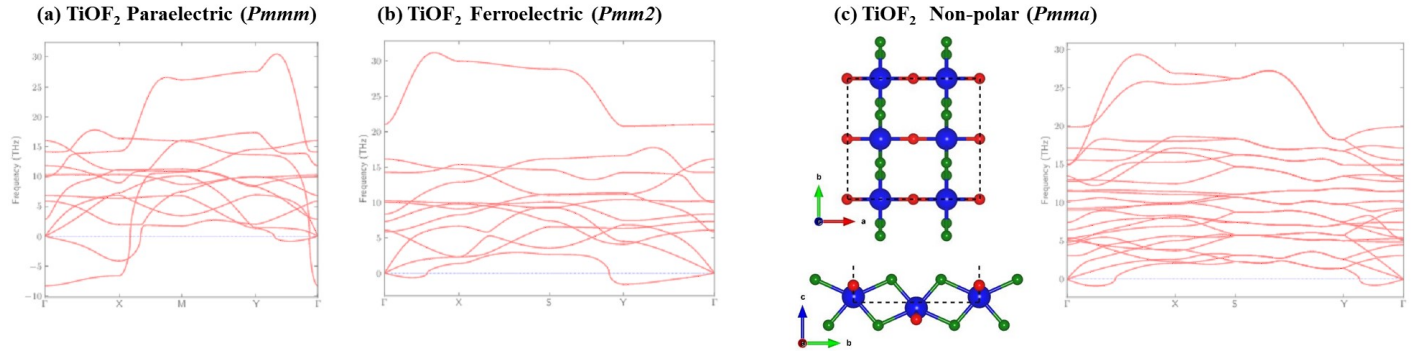 (a) TiOF₂ Paraelectric (Pmmm)
(b) TiOF₂ Ferroelectric (Pmm2)
(c) TiOF₂ Non-polar (Pmma)
Frequency (THz)
30
25
20
15
10
5
0
−5
−10
Γ X M Y Γ
Frequency (THz)
30
25
20
15
10
5
0
Γ X S Y Γ
b
a
c
b
Frequency (THz)
30
25
20
15
10
5
0
Γ X S Y Γ